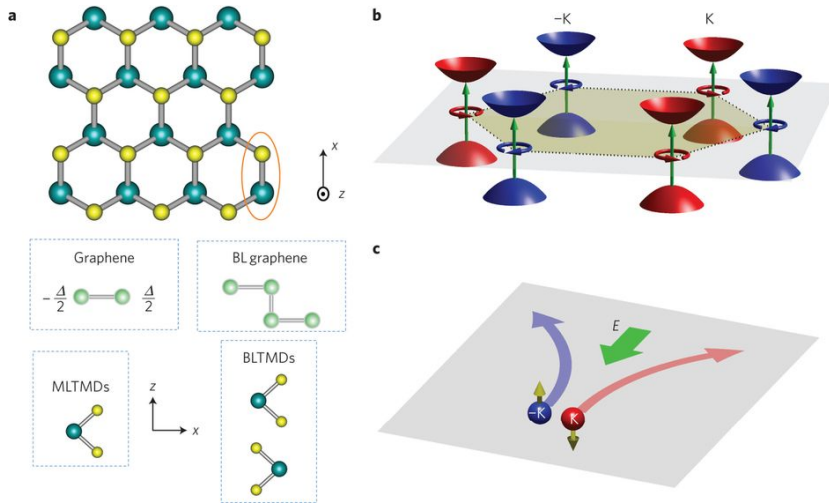 a
x
z
Graphene
- Δ/2
Δ/2
BL graphene
MLTMDs
z
x
BLTMDs
b
-K
K
c
E
-K
K